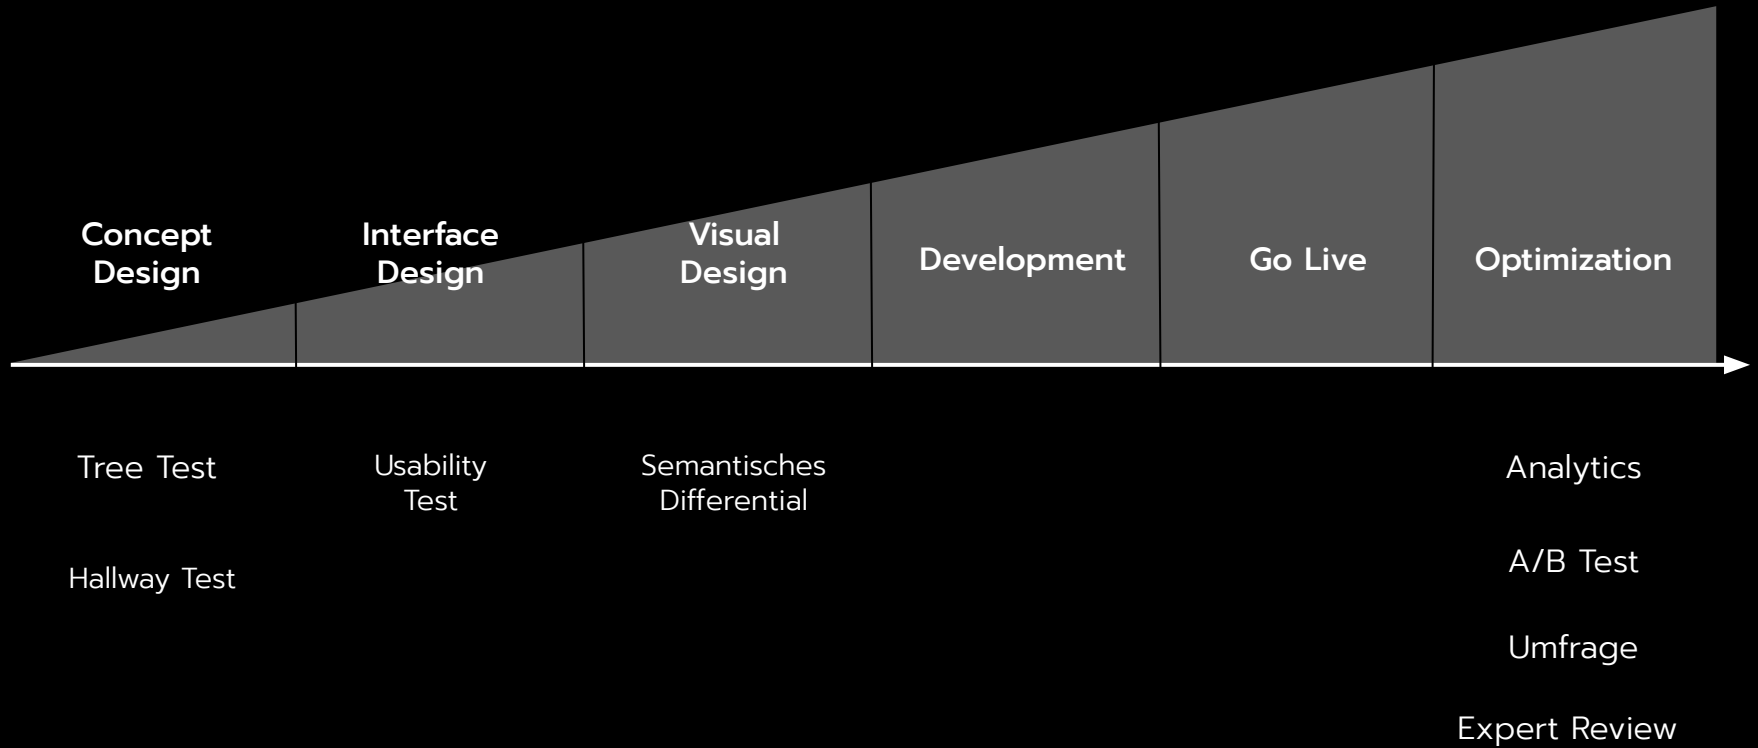 Concept
Design
Interface
Design
Visual
Design
Development
Go Live
Optimization
Tree Test
Usability
Test
Semantisches
Differential
Analytics
Hallway Test
A/B Test
Umfrage
Expert Review